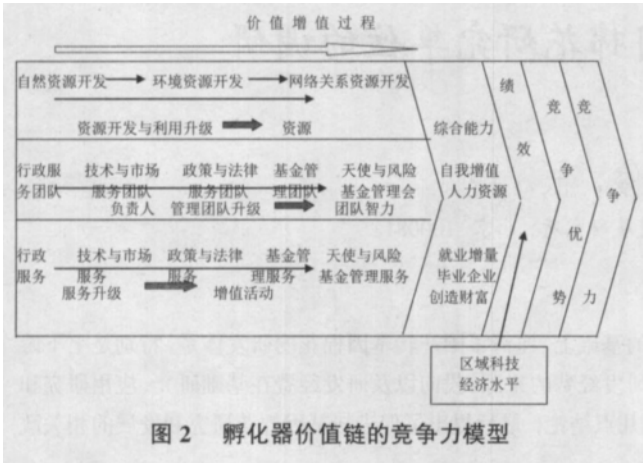 价值增值过程
自然资源开发 环境资源开发 网络关系资源开发
资源开发与利用升级 资源
行政服务团队 技术与市场服务团队 政策与法律服务团队 基金管理团队 天使与风险基金管理会
负责人 管理团队升级 团队智力
行政服务 技术与市场服务 政策与法律服务 基金管理服务 天使与风险基金管理服务
服务升级 增值活动
综合能力
自我增值
人力资源
就业增量
毕业企业
创造财富
绩效
竞争优势
竞争力
区域科技
经济水平
图2 孵化器价值链的竞争力模型